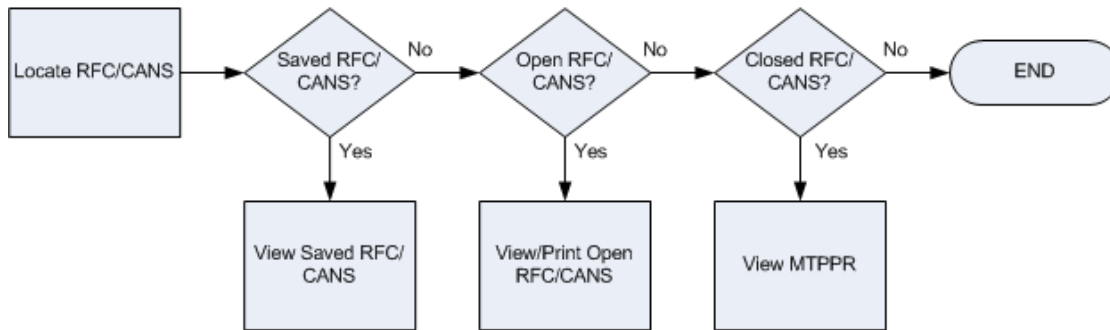 Locate RFC/CANS
Saved RFC/
CANS?
No
Open RFC/
CANS?
No
Closed RFC/
CANS?
No
END
Yes
Yes
Yes
View Saved RFC/
CANS
View/Print Open
RFC/CANS
View MTPPR